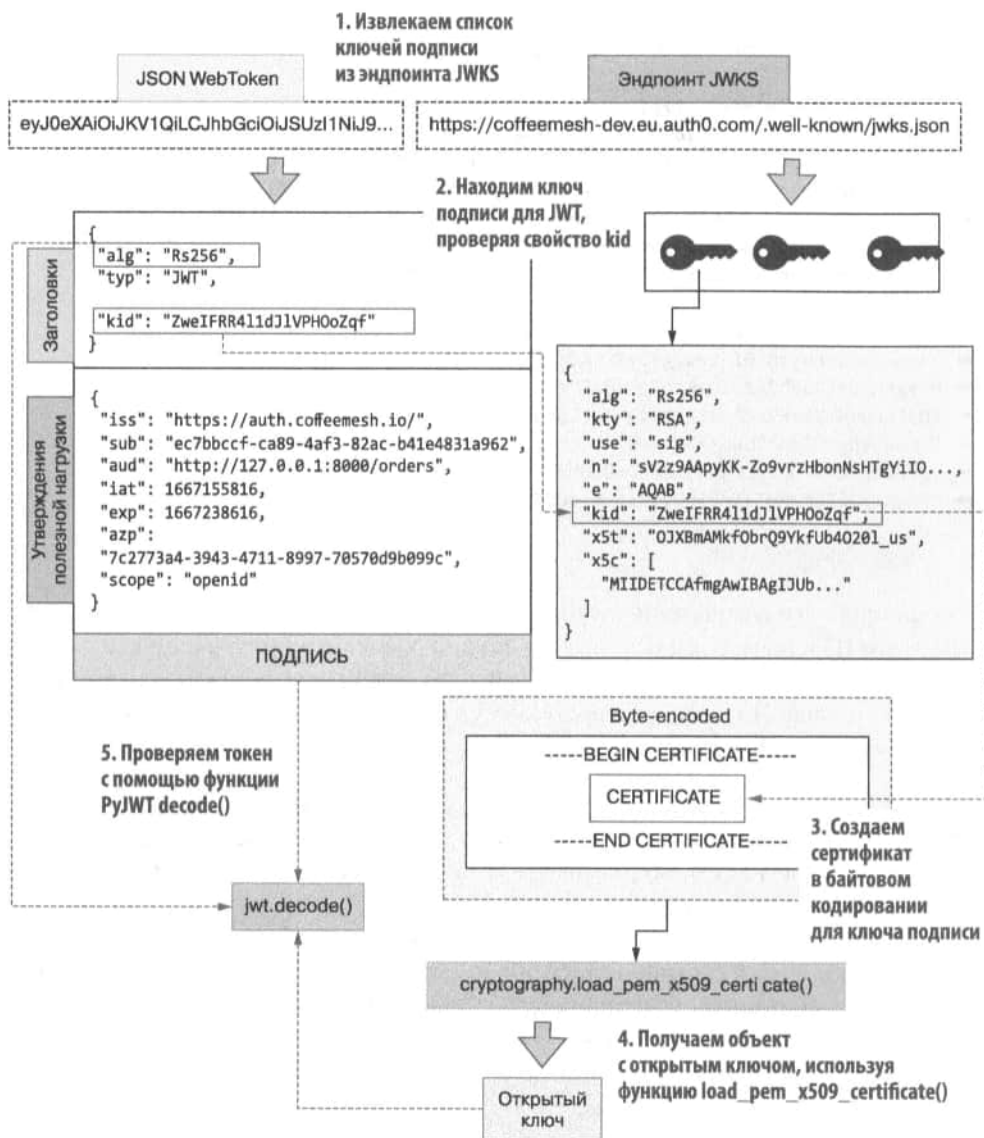 1. Извлекаем список
ключей подписи
из эндпоинта JWKS
JSON WebToken
Эндпоинт JWKS
eyJ0eXAiOiJKV1QiLCJhbGciOiJSUzI1NiJ9...
https://coffeemesh-dev.eu.auth0.com/.well-known/jwks.json
2. Находим ключ
подписи для JWT,
проверяя свойство kid
Заголовки
{
"alg": "Rs256",
"typ": "JWT",
"kid": "ZweIFRR4l1dJlVPHOoZqf"
}
Утверждения
полезной нагрузки
{
"iss": "https://auth.coffeemesh.io/",
"sub": "ec7bbccf-ca89-4af3-82ac-b41e4831a962",
"aud": "http://127.0.0.1:8000/orders",
"iat": 1667155816,
"exp": 1667238616,
"azp":
"7c2773a4-3943-4711-8997-70570d9b099c",
"scope": "openid"
}
ПОДПИСЬ
{
"alg": "Rs256",
"kty": "RSA",
"use": "sig",
"n": "sV2z9AApyKK-Zo9vrzHbonNsHTgYiIO...,
"e": "AQAB",
"kid": "ZweIFRR4l1dJlVPHOoZqf",
"x5t": "OJXBmAMkfObrQ9YkfUb4O20l_us",
"x5c": [
"MIIDETCCAfmgAwIBAgIJUb..."
]
}
Byte-encoded
-----BEGIN CERTIFICATE-----
CERTIFICATE
-----END CERTIFICATE-----
3. Создаем
сертификат
в байтовом
кодировании
для ключа подписи
5. Проверяем токен
с помощью функции
PyJWT decode()
jwt.decode()
cryptography.load_pem_x509_certi cate()
4. Получаем объект
с открытым ключом, используя
функцию load_pem_x509_certificate()
Открытый
ключ